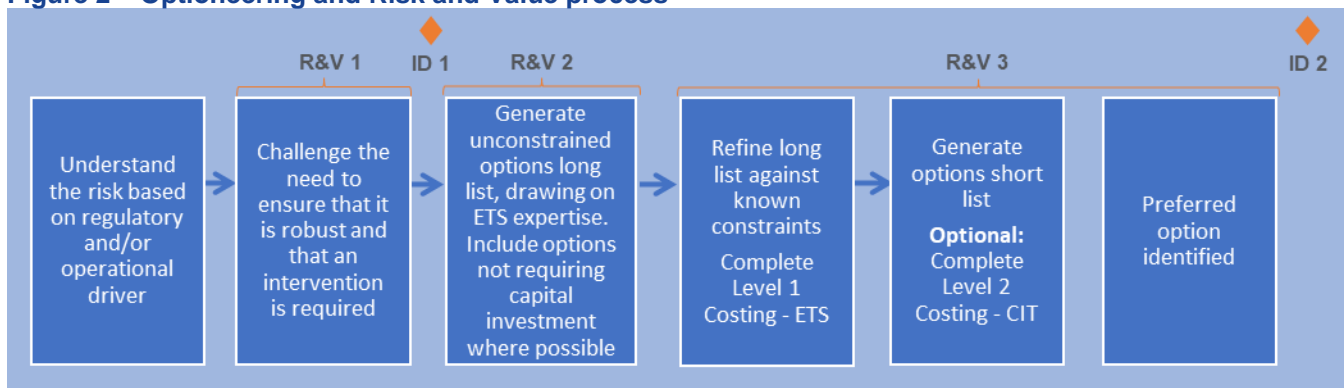 Figure 2 – Optioneering and Risk and Value process
R&V 1
ID 1
R&V 2
R&V 3
ID 2
Understand
the risk based
on regulatory
and/or
operational
driver
Challenge the
need to
ensure that it
is robust and
that an
intervention
is required
Generate
unconstrained
options long
list, drawing on
ETS expertise.
Include options
not requiring
capital
investment
where possible
Refine long
list against
known
constraints
Complete
Level 1
Costing - ETS
Generate
options short
list
Optional:
Complete
Level 2
Costing - CIT
Preferred
option
identified